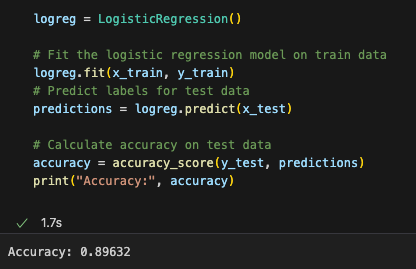 logreg = LogisticRegression()
# Fit the logistic regression model on train data
logreg.fit(x_train, y_train)
# Predict labels for test data
predictions = logreg.predict(x_test)
# Calculate accuracy on test data
accuracy = accuracy_score(y_test, predictions)
print("Accuracy:", accuracy)
✓ 1.7s
Accuracy: 0.89632